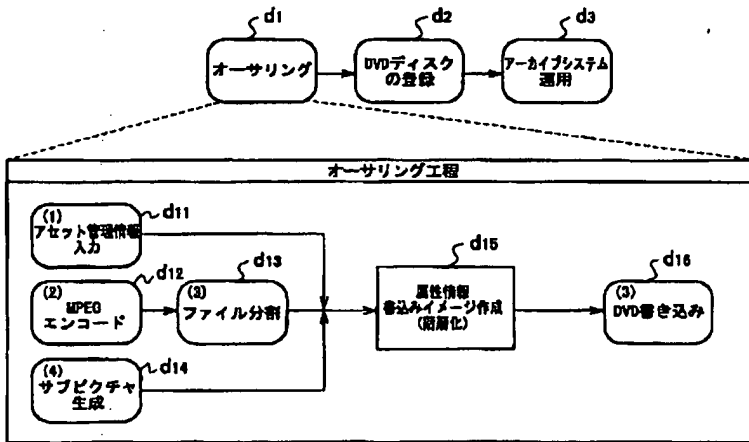 d1
d2
d3
オーサリング
DVDディスク
の登録
アーカイブシステム
運用
オーサリング工程
(1)
d11
アセット管理情報
入力
(2)
d12
MPEG
エンコード
(3)
d13
ファイル分割
(4)
d14
サブピクチャ
生成
d15
属性情報
書込みイメージ作成
(階層化)
(3)
d16
DVD書き込み